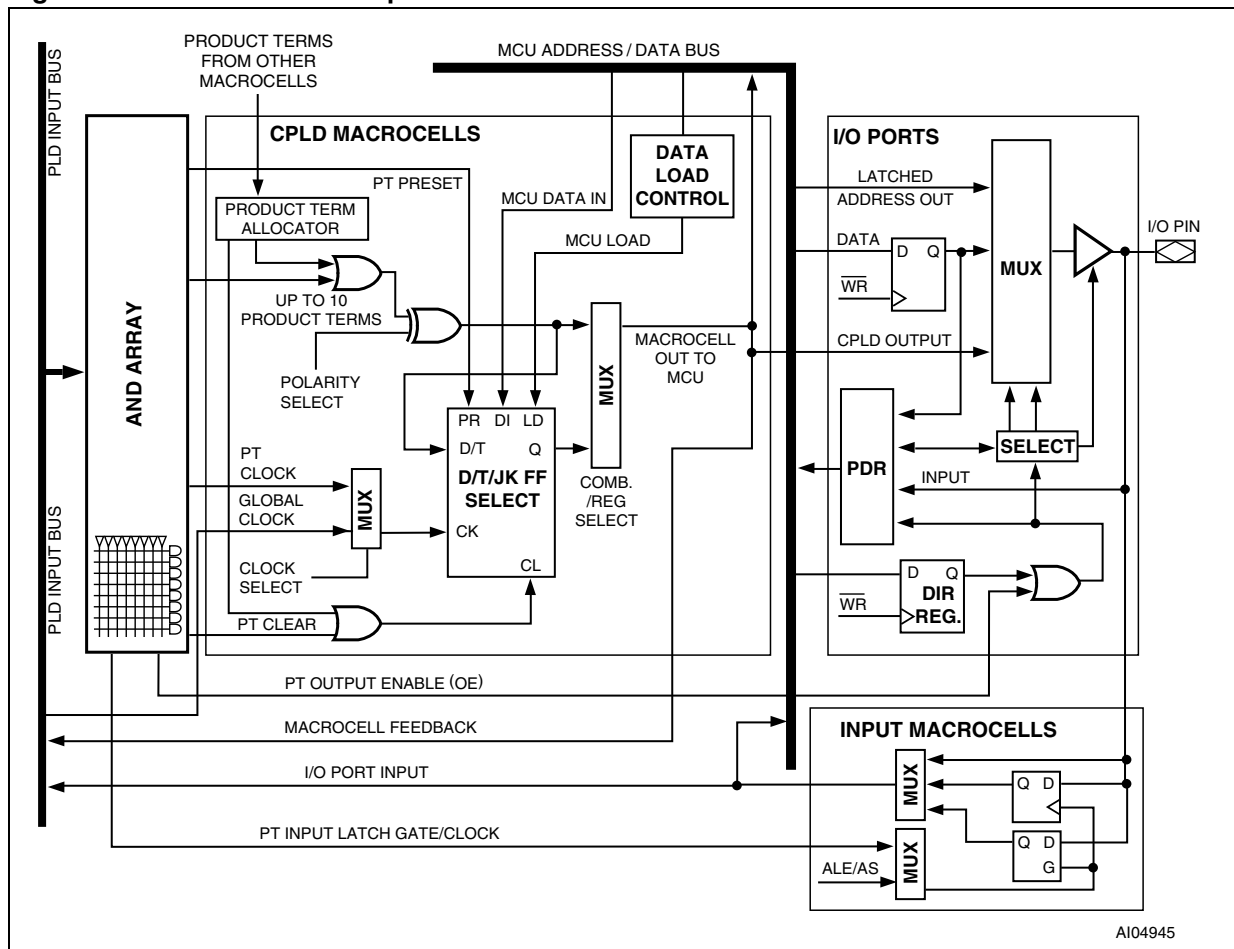 PRODUCT TERMS
FROM OTHER
MACROCELLS
MCU ADDRESS / DATA BUS
PLD INPUT BUS
CPLD MACROCELLS
I/O PORTS
DATA
LOAD
CONTROL
PT PRESET
MCU DATA IN
LATCHED
ADDRESS OUT
PRODUCT TERM
ALLOCATOR
MCU LOAD
DATA
D Q
WR
MUX
I/O PIN
AND ARRAY
UP TO 10
PRODUCT TERMS
POLARITY
SELECT
MUX
MACROCELL
OUT TO
MCU
CPLD OUTPUT
PR DI LD
D/T Q
D/T/JK FF
SELECT
CK
CL
COMB.
/REG
SELECT
PT
CLOCK
GLOBAL
CLOCK
MUX
CLOCK
SELECT
PT CLEAR
PDR
SELECT
INPUT
D Q
DIR
REG.
WR
PLD INPUT BUS
PT OUTPUT ENABLE (OE)
MACROCELL FEEDBACK
INPUT MACROCELLS
I/O PORT INPUT
MUX
Q D
PT INPUT LATCH GATE/CLOCK
MUX
Q D
G
ALE/AS
AI04945